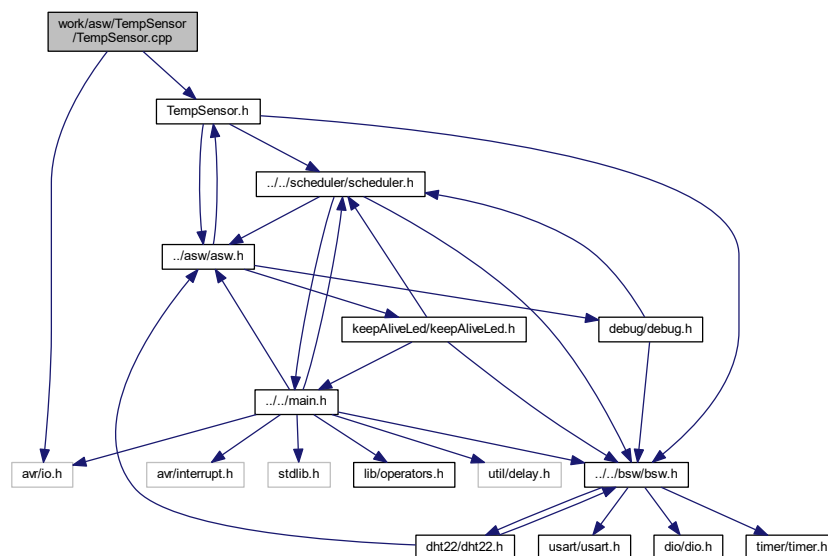 work/asw/TempSensor
/TempSensor.cpp
TempSensor.h
../../scheduler/scheduler.h
../asw/asw.h
keepAliveLed/keepAliveLed.h
debug/debug.h
../../main.h
avr/io.h
avr/interrupt.h
stdlib.h
lib/operators.h
util/delay.h
../../bsw/bsw.h
dht22/dht22.h
usart/usart.h
dio/dio.h
timer/timer.h